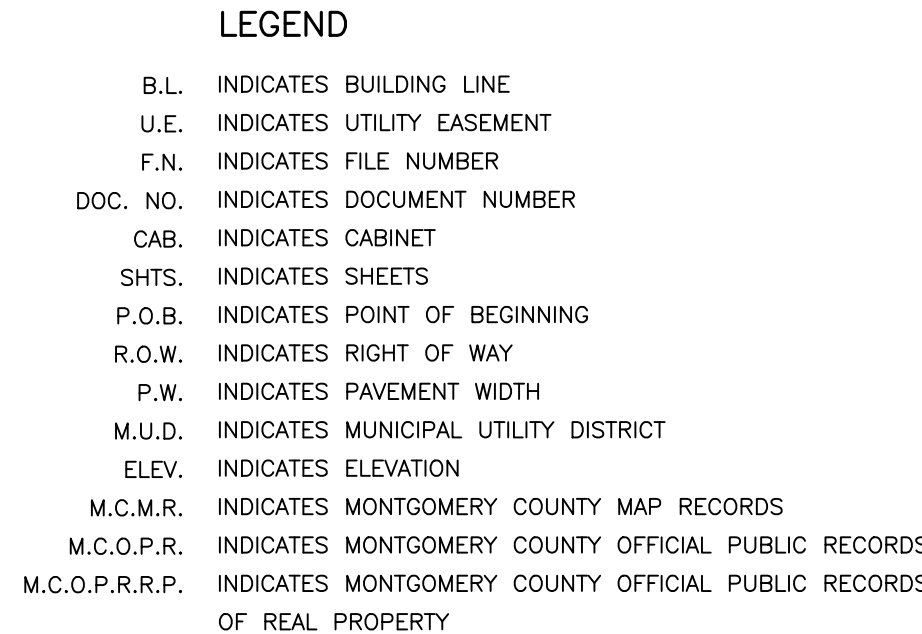 LEGEND
B.L. INDICATES BUILDING LINE
U.E. INDICATES UTILITY EASEMENT
F.N. INDICATES FILE NUMBER
DOC. NO. INDICATES DOCUMENT NUMBER
CAB. INDICATES CABINET
SHTS. INDICATES SHEETS
P.O.B. INDICATES POINT OF BEGINNING
R.O.W. INDICATES RIGHT OF WAY
P.W. INDICATES PAVEMENT WIDTH
M.U.D. INDICATES MUNICIPAL UTILITY DISTRICT
ELEV. INDICATES ELEVATION
M.C.M.R. INDICATES MONTGOMERY COUNTY MAP RECORDS
M.C.O.P.R. INDICATES MONTGOMERY COUNTY OFFICIAL PUBLIC RECORDS
M.C.O.P.R.R.P. INDICATES MONTGOMERY COUNTY OFFICIAL PUBLIC RECORDS
OF REAL PROPERTY